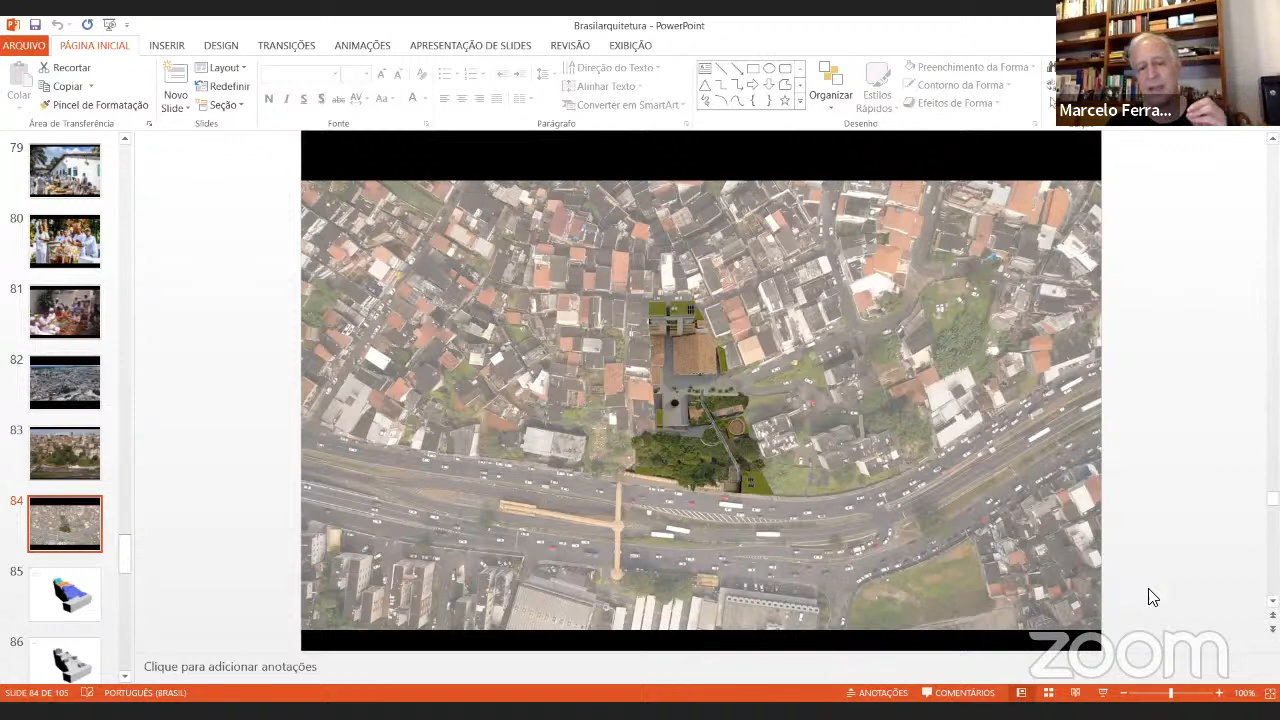 Brasilarquitetura - PowerPoint
ARQUIVO PÁGINA INICIAL INSERIR DESIGN TRANSIÇÕES ANIMAÇÕES APRESENTAÇÃO DE SLIDES REVISÃO EXIBIÇÃO
Colar
Recortar
Copiar
Pincel de Formatação
Área de Transferência
Novo
Slide
Layout
Redefinir
Seção
Slides
N I S S abc AV Aa A
Fonte
Direção do Texto
Alinhar Texto
Converter em SmartArt
Parágrafo
Organizar
Estilos
Rápidos
Preenchimento da Forma
Contorno da Forma
Efeitos de Forma
Desenho
Marcelo Ferra...
79
80
81
82
83
84
85
86
Clique para adicionar anotações
zoom
SLIDE 84 DE 105 PORTUGUÊS (BRASIL) ANOTAÇÕES COMENTÁRIOS 100%